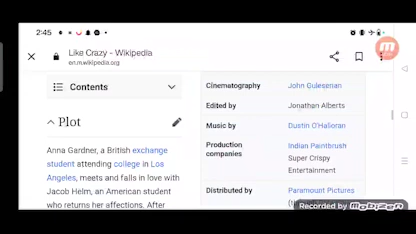 2:45
Like Crazy - Wikipedia
en.m.wikipedia.org
Contents
Plot
Anna Gardner, a British exchange
student attending college in Los
Angeles, meets and falls in love with
Jacob Helm, an American student
who returns her affections. After
Cinematography John Guleserian
Edited by Jonathan Alberts
Music by Dustin O'Halloran
Production Indian Paintbrush
companies Super Crispy
Entertainment
Distributed by Paramount Pictures
Recorded by Mobizen